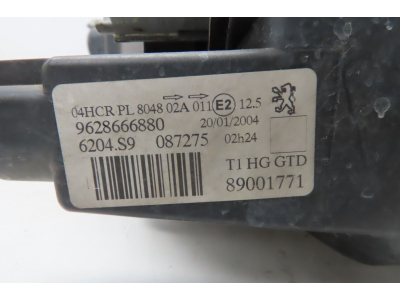 04HCR PL 8048 02A 011 E2 12.5
9628666880 20/01/2004
6204.S9 087275 02h24
T1 HG GTD
89001771